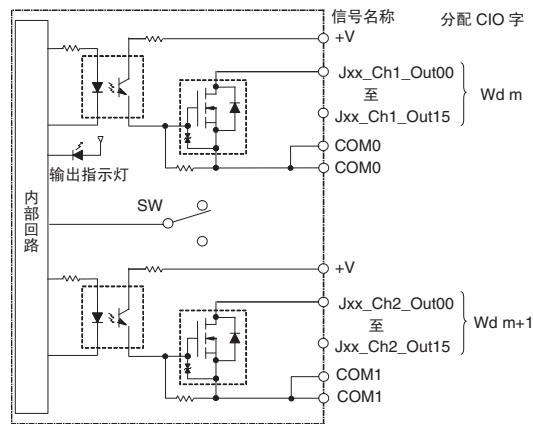 信号名称 分配 CIO 字
+V
Jxx_Ch1_Out00
至
Wd m
Jxx_Ch1_Out15
COM0
COM0
输出指示灯
内部回路
SW
+V
Jxx_Ch2_Out00
至
Wd m+1
Jxx_Ch2_Out15
COM1
COM1